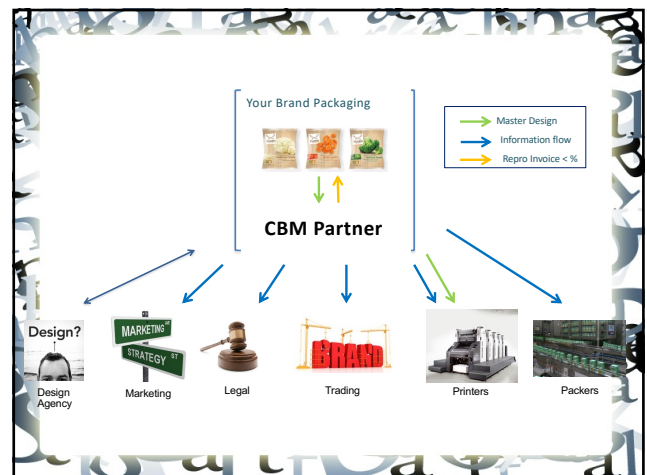 Your Brand Packaging
Master Design
Information flow
Repro Invoice < %
CBM Partner
Design?
MARKETING
STRATEGY ST
BRAND
Design
Agency
Marketing
Legal
Trading
Printers
Packers